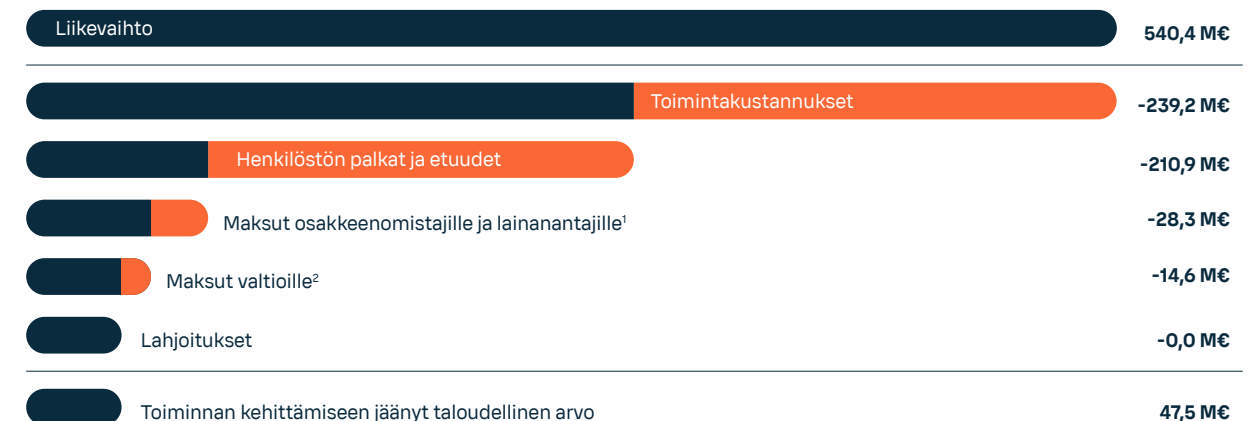 Liikevaihto 540,4 M€
Toimintakustannukset -239,2 M€
Henkilöstön palkat ja etuudet -210,9 M€
Maksut osakkeenomistajille ja lainanantajille¹ -28,3 M€
Maksut valtioille² -14,6 M€
Lahjoitukset -0,0 M€
Toiminnan kehittämiseen jäänyt taloudellinen arvo 47,5 M€